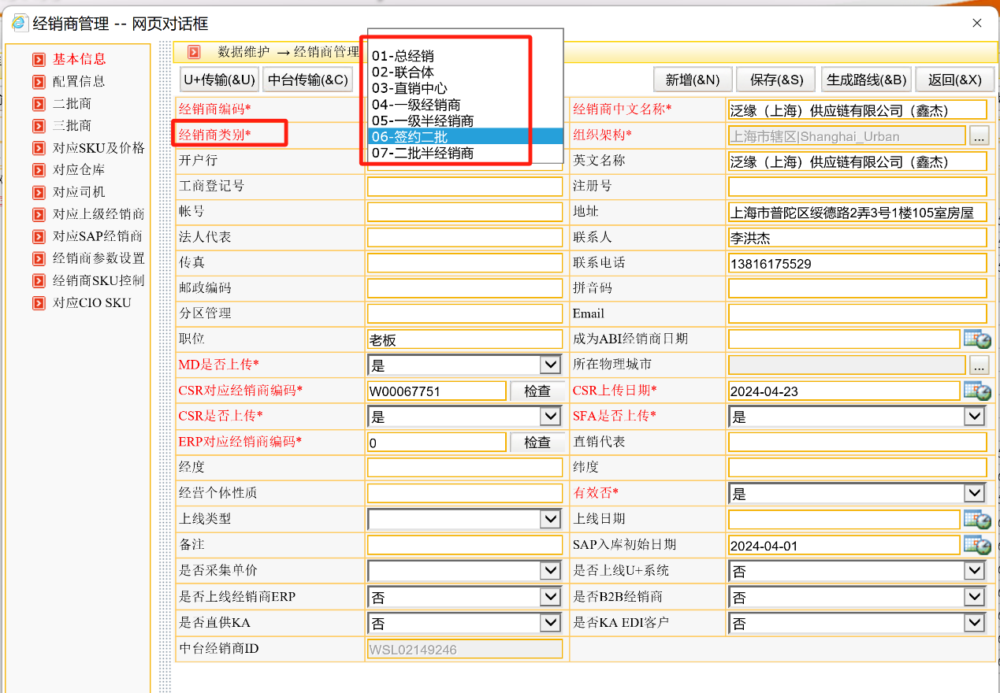 经销商管理 -- 网页对话框
基本信息
配置信息
二批商
三批商
对应SKU及价格
对应仓库
对应司机
对应上级经销商
对应SAP经销商
经销商参数设置
经销商SKU控制
对应CIO SKU
数据维护 → 经销商管理
U+传输(&U) 中台传输(&C) 新增(&N) 保存(&S) 生成路线(&B) 返回(&X)
01-总经销
02-联合体
03-直销中心
04-一级经销商
05-一级半经销商
06-签约二批
07-二批半经销商
经销商编码* 经销商中文名称* 泛缘（上海）供应链有限公司（鑫杰）
经销商类别* 组织架构* 上海市辖区|Shanghai_Urban ...
开户行 英文名称 泛缘（上海）供应链有限公司（鑫杰）
工商登记号 注册号
帐号 地址 上海市普陀区绥德路2弄3号1楼105室房屋
法人代表 联系人 李洪杰
传真 联系电话 13816175529
邮政编码 拼音码
分区管理 Email
职位 老板 成为ABI经销商日期
MD是否上传* 是 所在物理城市 ...
CSR对应经销商编码* W00067751 检查 CSR上传日期* 2024-04-23
CSR是否上传* 是 SFA是否上传* 是
ERP对应经销商编码* 0 检查 直销代表
经度 纬度
经营个体性质 有效否* 是
上线类型 上线日期
备注 SAP入库初始日期 2024-04-01
是否采集单价 是否上线U+系统 否
是否上线经销商ERP 否 是否B2B经销商 否
是否直供KA 否 是否KA EDI客户 否
中台经销商ID WSL02149246